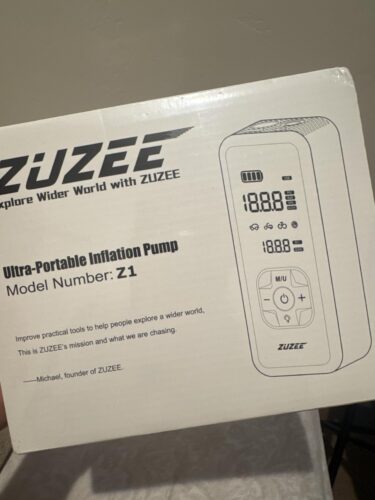 ZUZEE
xplore Wider World with ZUZEE
Ultra-Portable Inflation Pump
Model Number: Z1
Improve practical tools to help people explore a wider world,
This is ZUZEE's mission and what we are chasing.
——Michael, founder of ZUZEE.
18.8.8
18.8.8
M/U
− +
ZUZEE